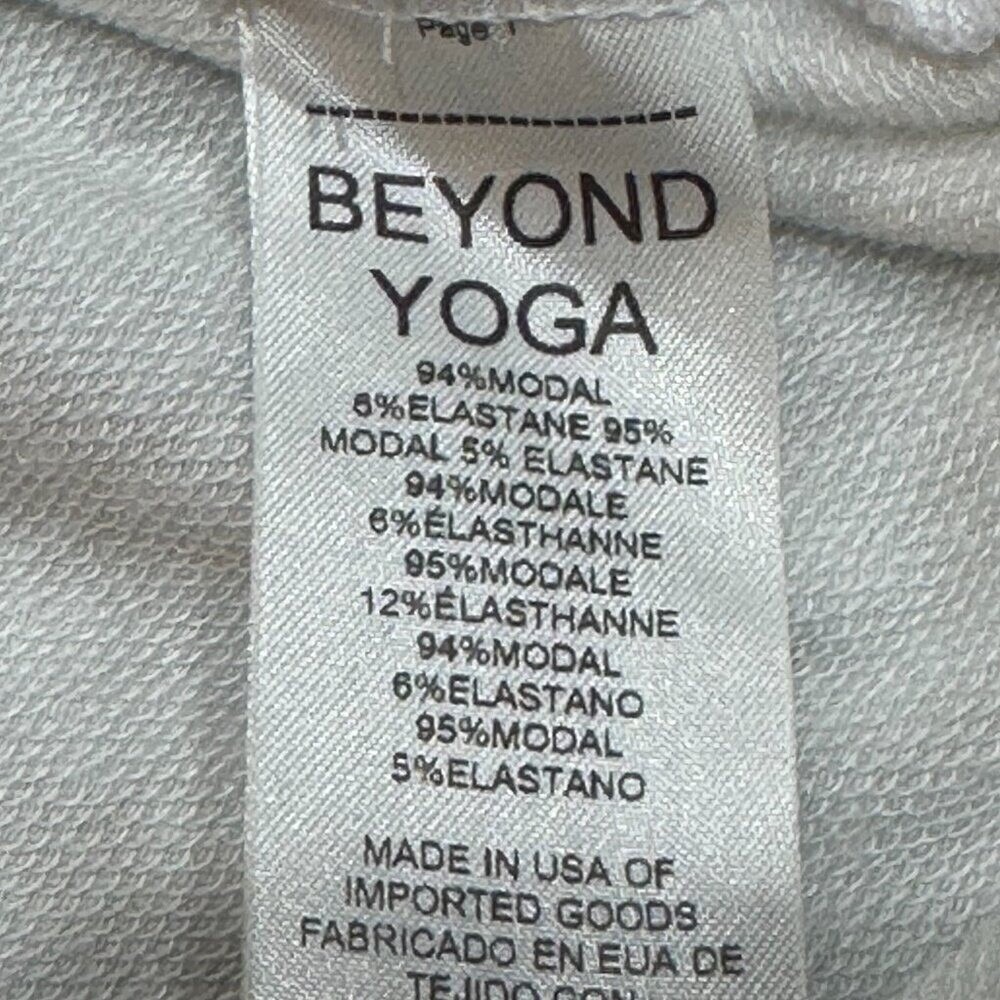 Page 1
BEYOND
YOGA
94%MODAL
6%ELASTANE 95%
MODAL 5% ELASTANE
94%MODALE
6%ÉLASTHANNE
95%MODALE
12%ÉLASTHANNE
94%MODAL
6%ELASTANO
95%MODAL
5%ELASTANO
MADE IN USA OF
IMPORTED GOODS
FABRICADO EN EUA DE
TEJIDO CON